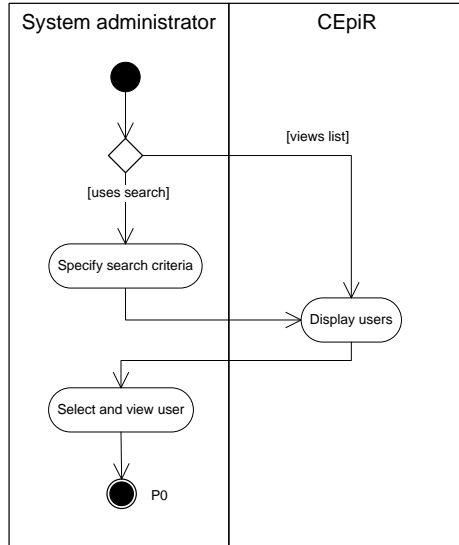 System administrator
CEpiR
[views list]
[uses search]
Specify search criteria
Display users
Select and view user
P0